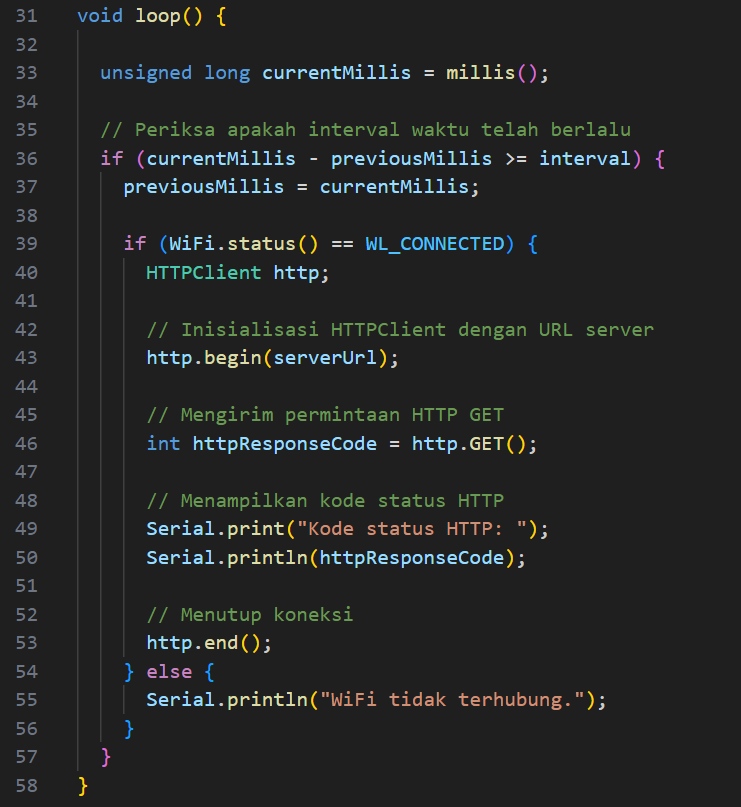 31 void loop() {
32
33 unsigned long currentMillis = millis();
34
35 // Periksa apakah interval waktu telah berlalu
36 if (currentMillis - previousMillis >= interval) {
37 previousMillis = currentMillis;
38
39 if (WiFi.status() == WL_CONNECTED) {
40 HTTPClient http;
41
42 // Inisialisasi HTTPClient dengan URL server
43 http.begin(serverUrl);
44
45 // Mengirim permintaan HTTP GET
46 int httpResponseCode = http.GET();
47
48 // Menampilkan kode status HTTP
49 Serial.print("Kode status HTTP: ");
50 Serial.println(httpResponseCode);
51
52 // Menutup koneksi
53 http.end();
54 } else {
55 Serial.println("WiFi tidak terhubung.");
56 }
57 }
58 }